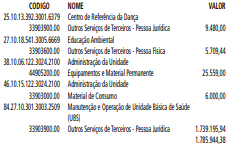 CODIGO NOME VALOR
25.10.13.392.3001.6379 Centro de Referência da Dança
33903900.00 Outros Serviços de Terceiros - Pessoa Jurídica 9.480,00
27.10.18.541.3005.6669 Educação Ambiental
33903600.00 Outros Serviços de Terceiros - Pessoa Física 5.709,44
38.10.06.122.3024.2100 Administração da Unidade
44905200.00 Equipamentos e Material Permanente 25.559,00
46.10.15.122.3024.2100 Administração da Unidade
33903000.00 Material de Consumo 6.000,00
84.27.10.301.3003.2509 Manutenção e Operação de Unidade Básica de Saúde
(UBS)
33903900.00 Outros Serviços de Terceiros - Pessoa Jurídica 1.739.195,94
1.785.944,38